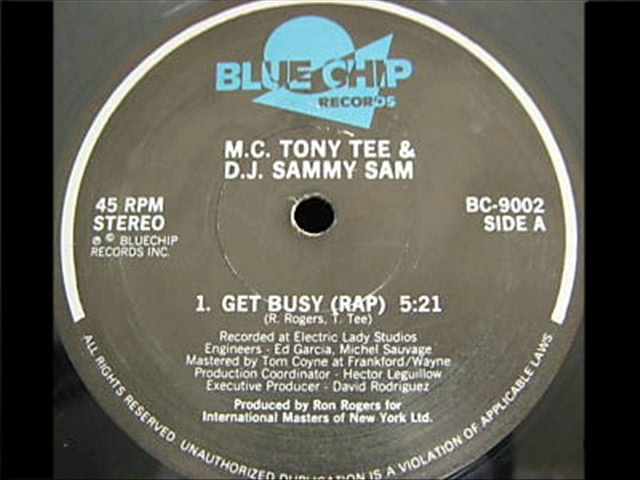 BLUE CHIP
RECORDS
M.C. TONY TEE &
D.J. SAMMY SAM
45 RPM
STEREO
℗ © BLUECHIP
RECORDS INC.
BC-9002
SIDE A
1. GET BUSY (RAP) 5:21
(R. Rogers, T. Tee)
Recorded at Electric Lady Studios
Engineers - Ed Garcia, Michel Sauvage
Mastered by Tom Coyne at Frankford/Wayne
Production Coordinator - Hector Leguillow
Executive Producer - David Rodriguez
Produced by Ron Rogers for
International Masters of New York Ltd.
ALL RIGHTS RESERVED. UNAUTHORIZED DUPLICATION IS A VIOLATION OF APPLICABLE LAWS